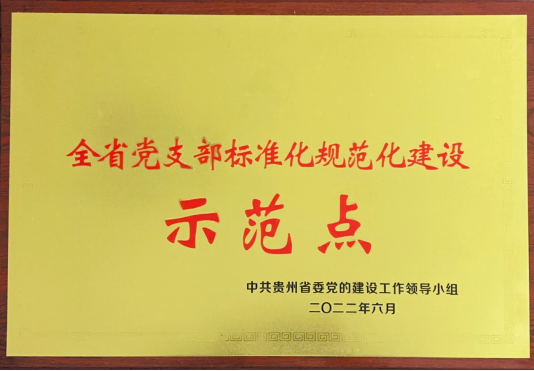 全省党支部标准化规范化建设
示范点
中共贵州省委党的建设工作领导小组
二〇二二年六月